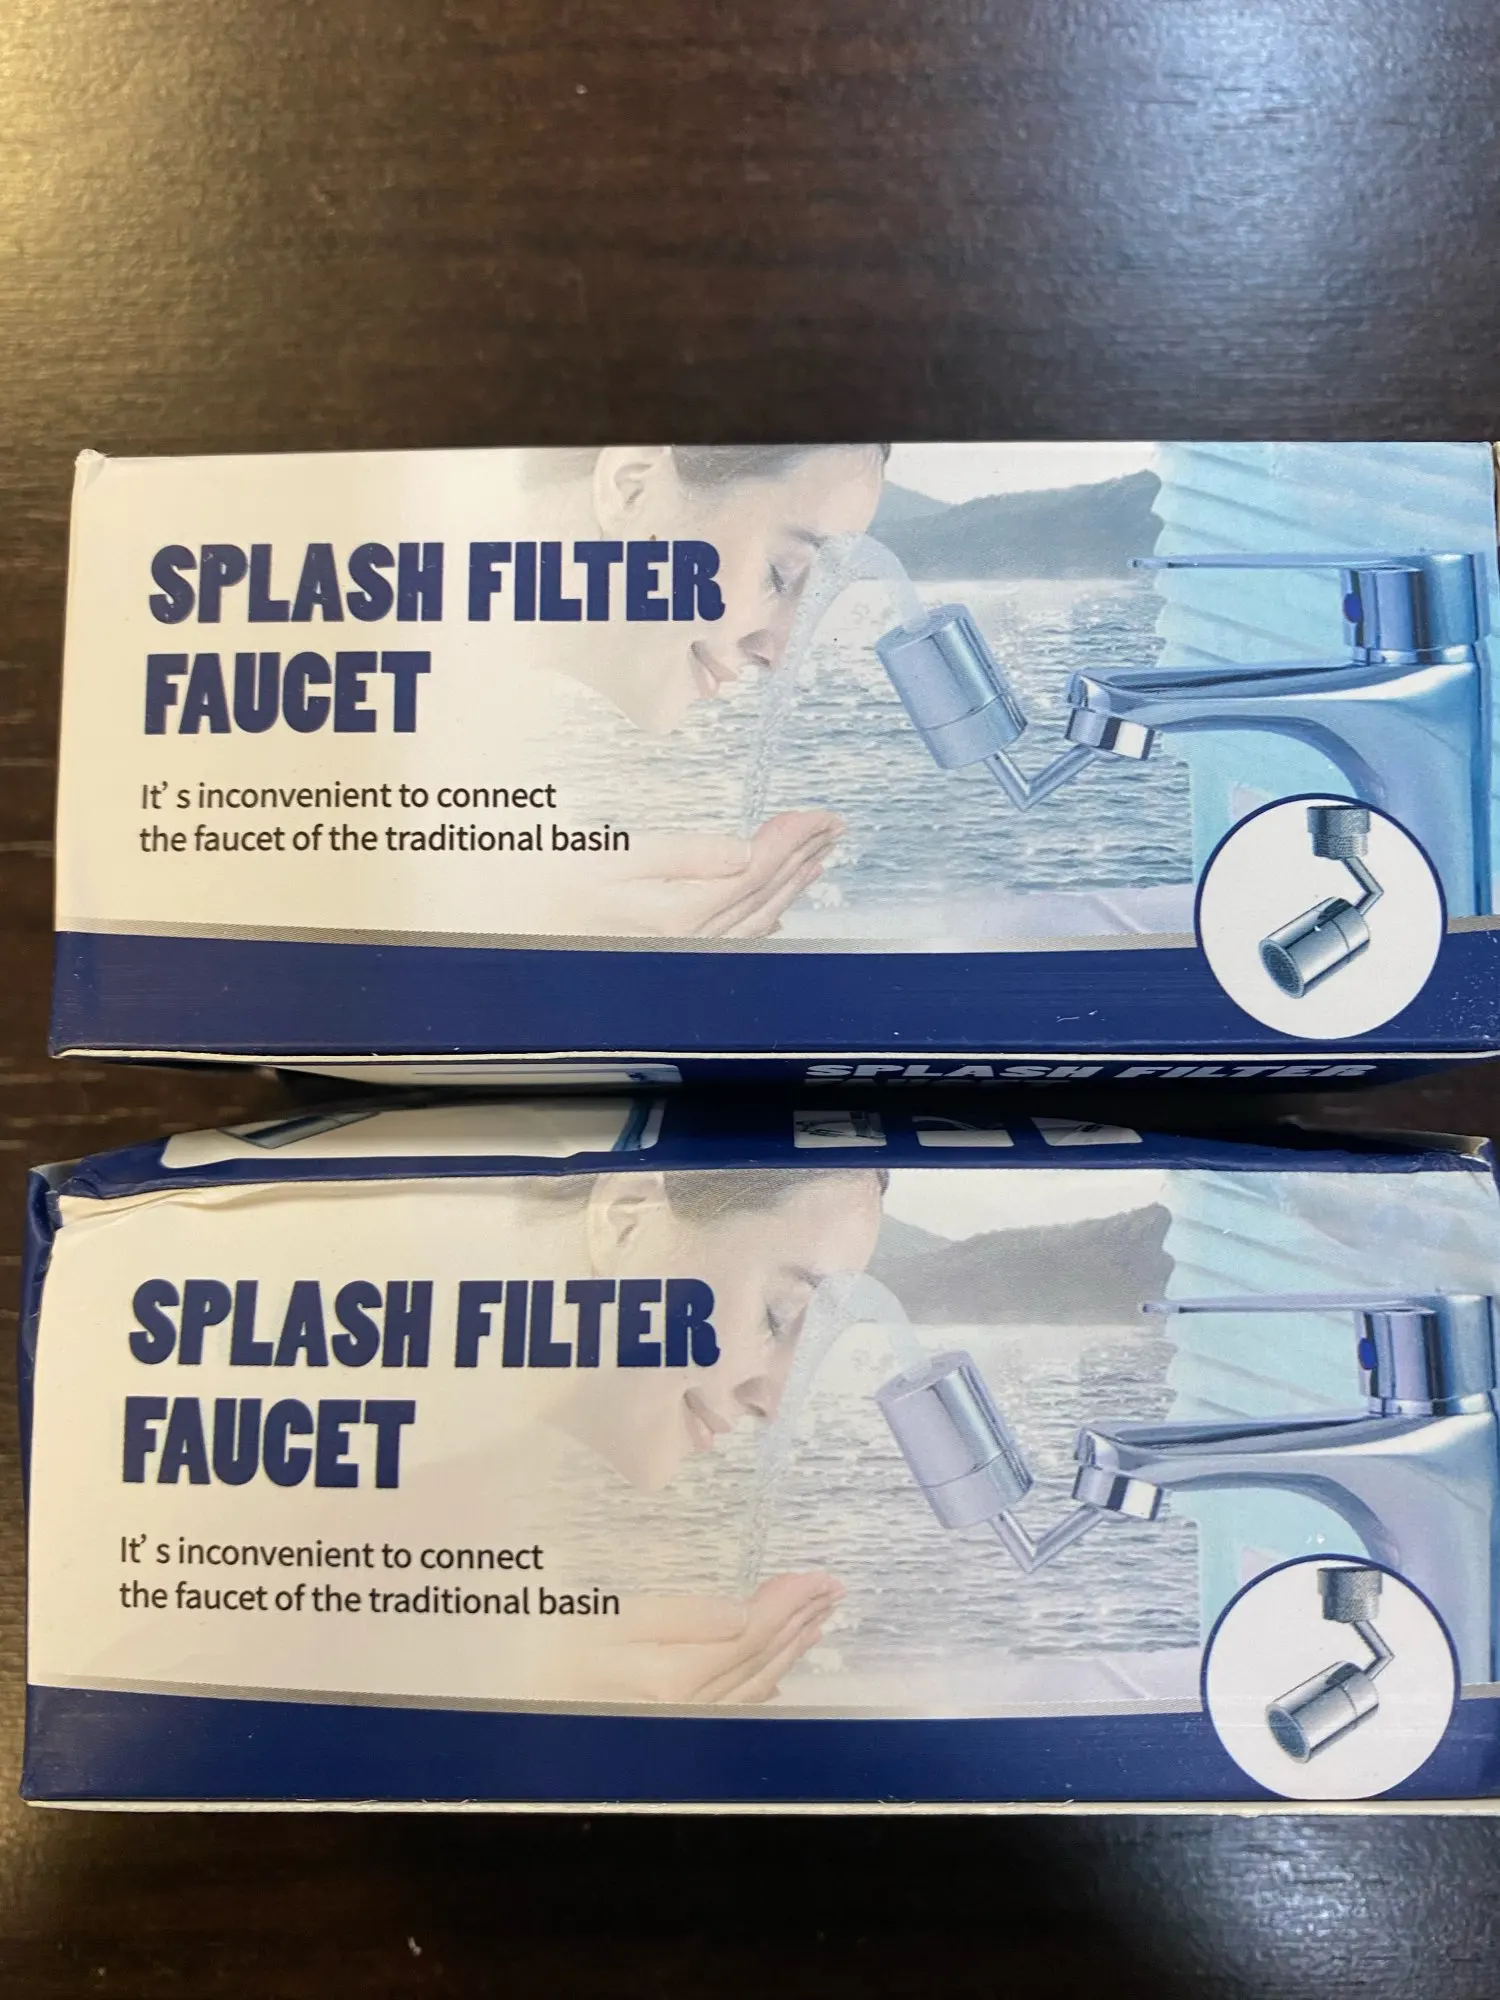 SPLASH FILTER
FAUCET
It' s inconvenient to connect
the faucet of the traditional basin
SPLASH FILTER
SPLASH FILTER
FAUCET
It' s inconvenient to connect
the faucet of the traditional basin